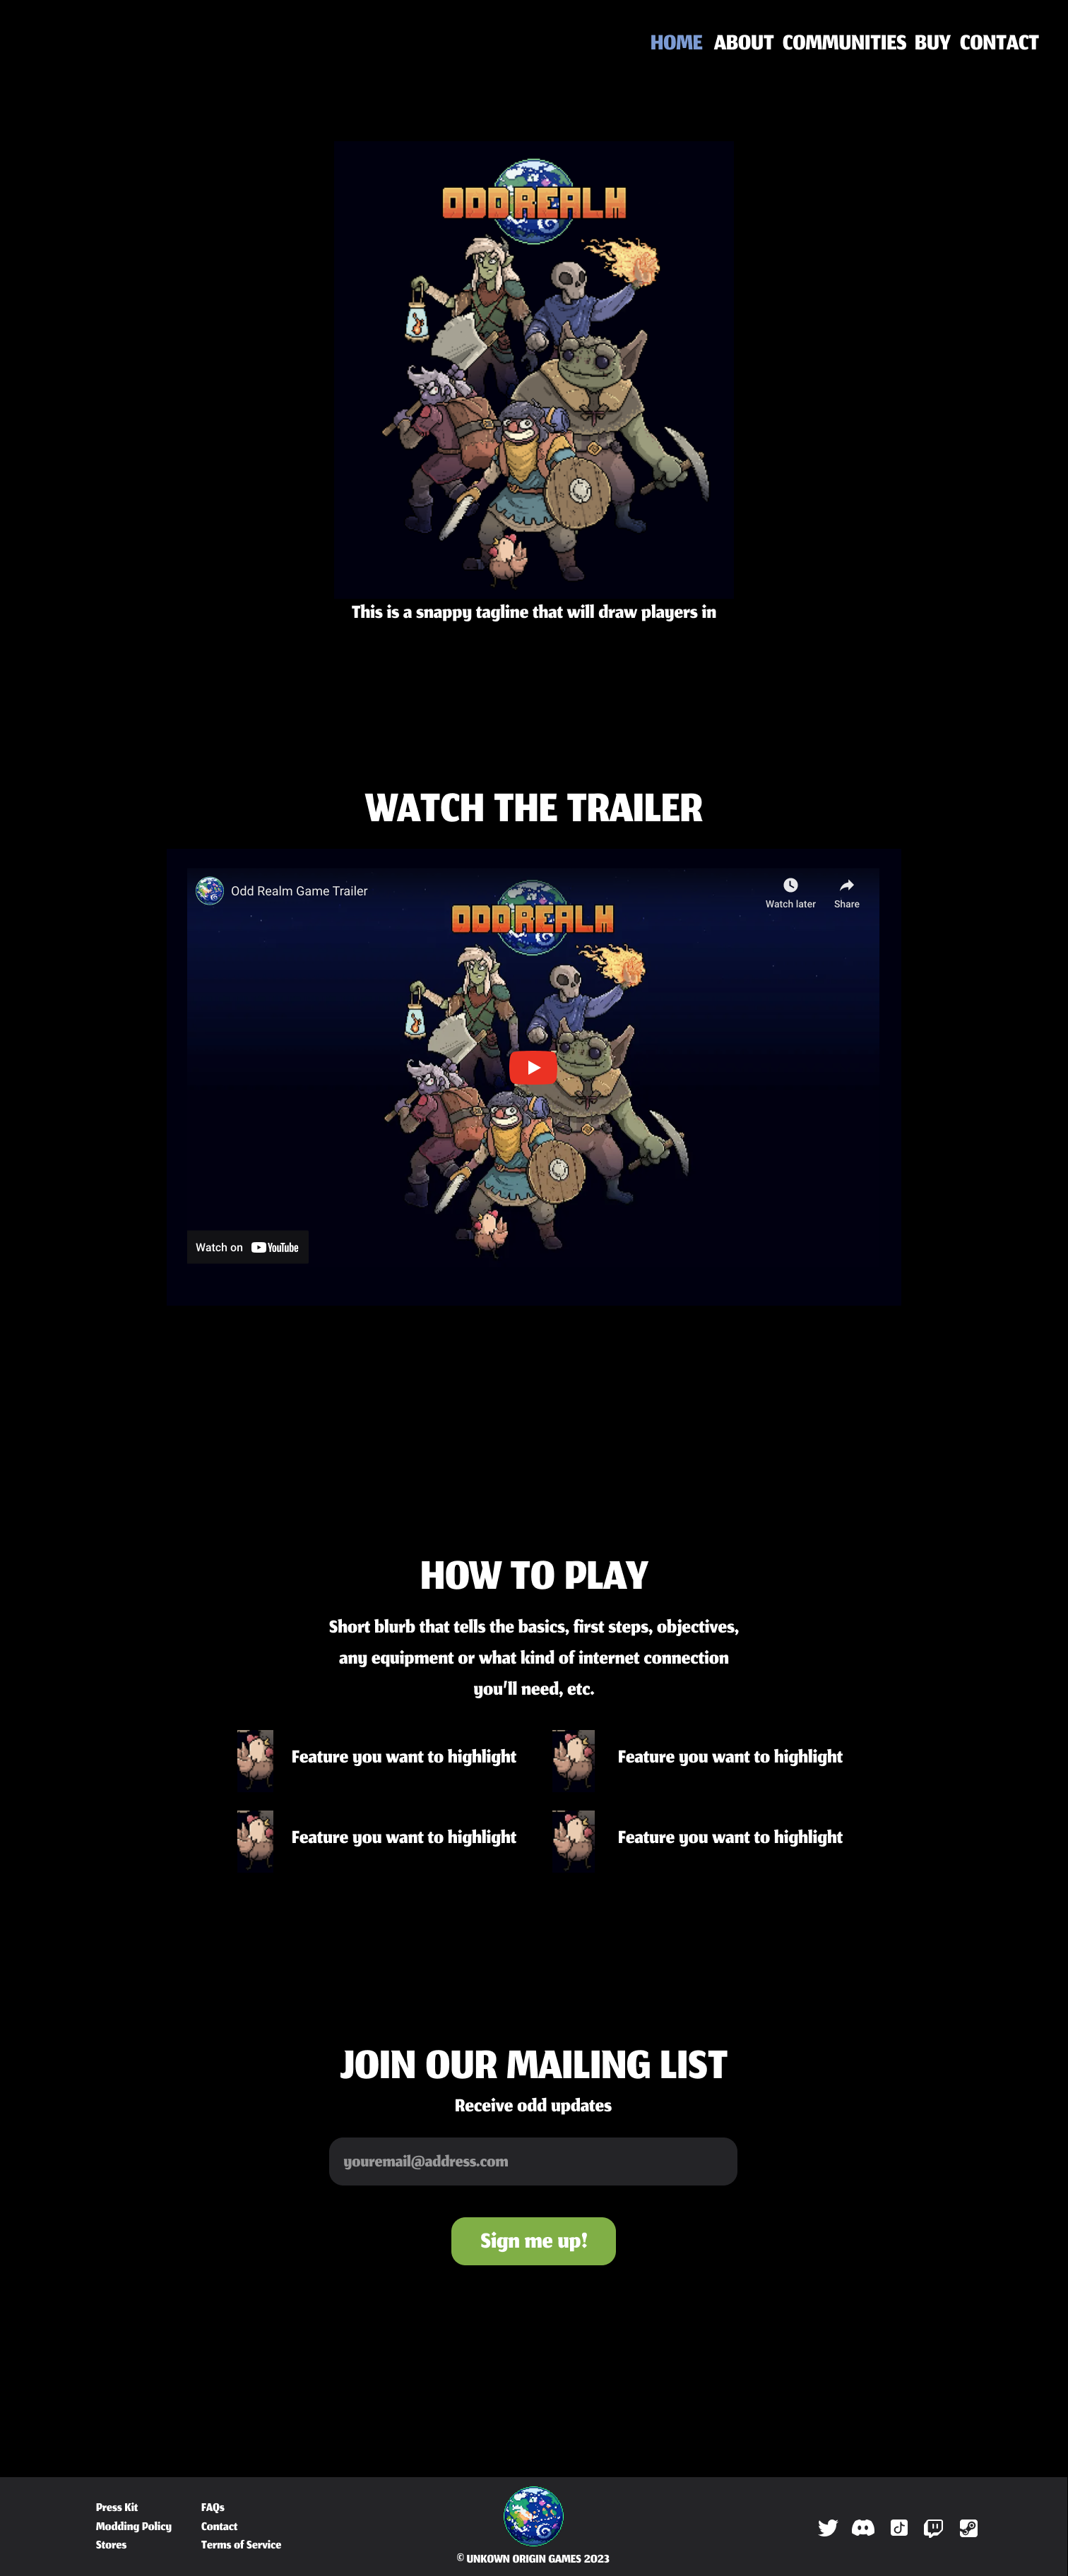 HOME ABOUT COMMUNITIES BUY CONTACT
ODD REALM
This is a snappy tagline that will draw players in
WATCH THE TRAILER
Odd Realm Game Trailer
Watch later
Share
ODD REALM
Watch on YouTube
HOW TO PLAY
Short blurb that tells the basics, first steps, objectives,
any equipment or what kind of internet connection
you'll need, etc.
Feature you want to highlight
Feature you want to highlight
Feature you want to highlight
Feature you want to highlight
JOIN OUR MAILING LIST
Receive odd updates
youremail@address.com
Sign me up!
Press Kit
Modding Policy
Stores
FAQs
Contact
Terms of Service
© UNKOWN ORIGIN GAMES 2023